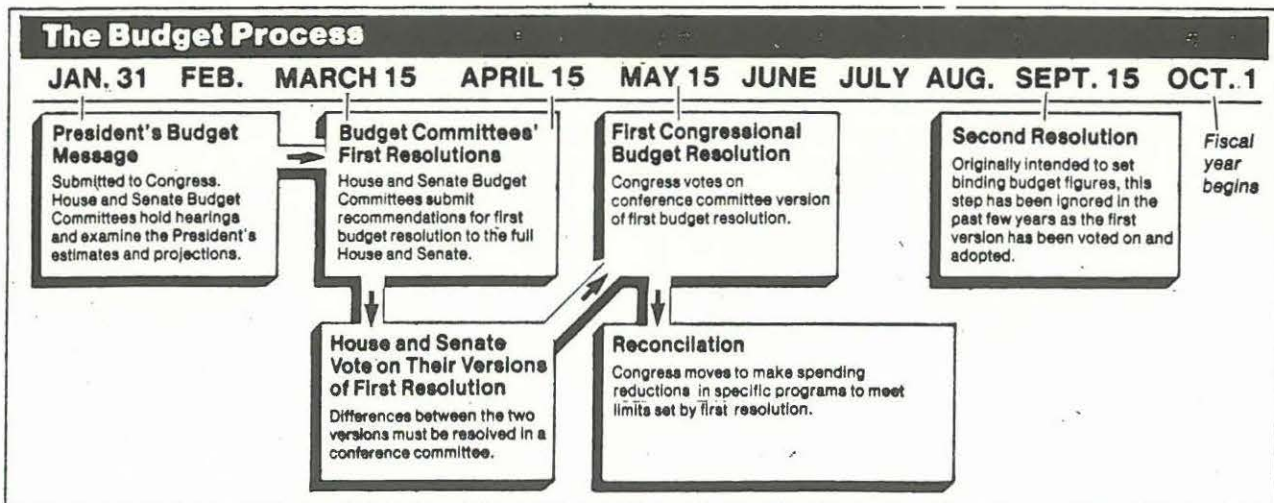 The Budget Process
JAN. 31 FEB. MARCH 15 APRIL 15 MAY 15 JUNE JULY AUG. SEPT. 15 OCT. 1
President's Budget
Message
Submitted to Congress.
House and Senate Budget
Committees hold hearings
and examine the President's
estimates and projections.
Budget Committees'
First Resolutions
House and Senate Budget
Committees submit
recommendations for first
budget resolution to the full
House and Senate.
House and Senate
Vote on Their Versions
of First Resolution
Differences between the two
versions must be resolved in a
conference committee.
First Congressional
Budget Resolution
Congress votes on
conference committee version
of first budget resolution.
Reconcilation
Congress moves to make spending
reductions in specific programs to meet
limits set by first resolution.
Second Resolution
Originally intended to set
binding budget figures, this
step has been ignored in the
past few years as the first
version has been voted on and
adopted.
Fiscal
year
begins